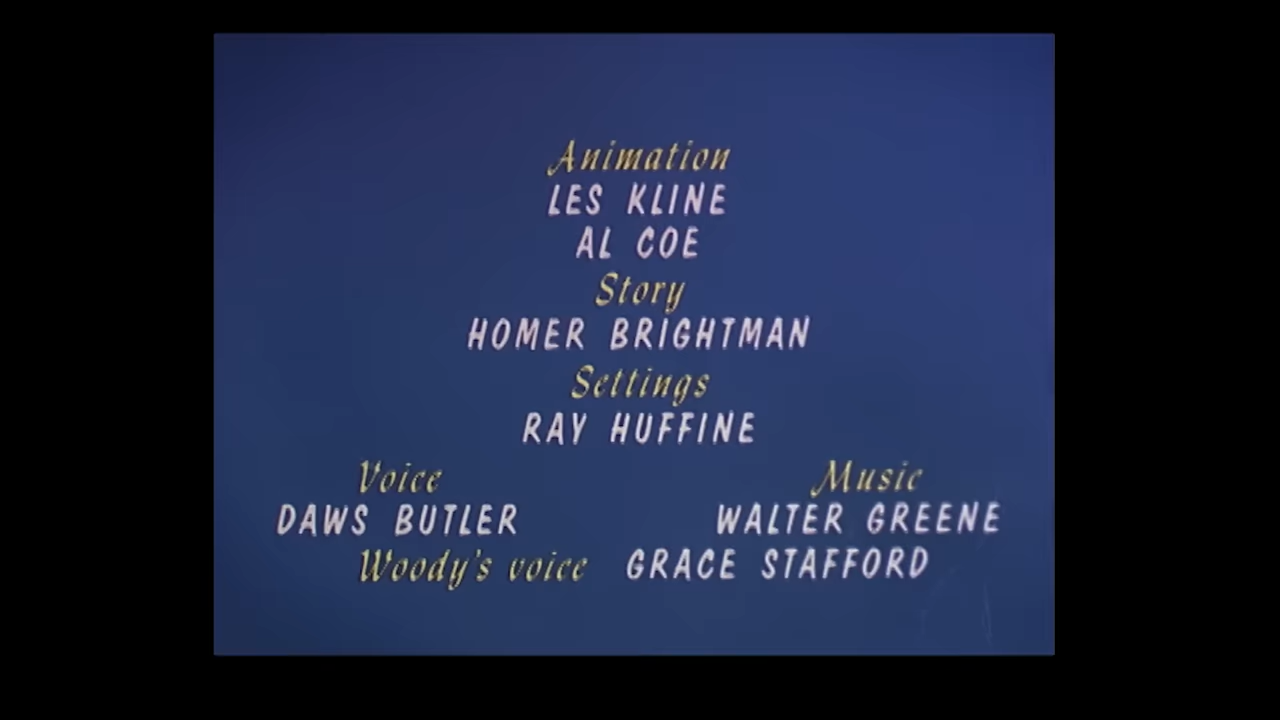 Animation
LES KLINE
AL COE
Story
HOMER BRIGHTMAN
Settings
RAY HUFFINE
Voice Music
DAWS BUTLER WALTER GREENE
Woody's voice GRACE STAFFORD